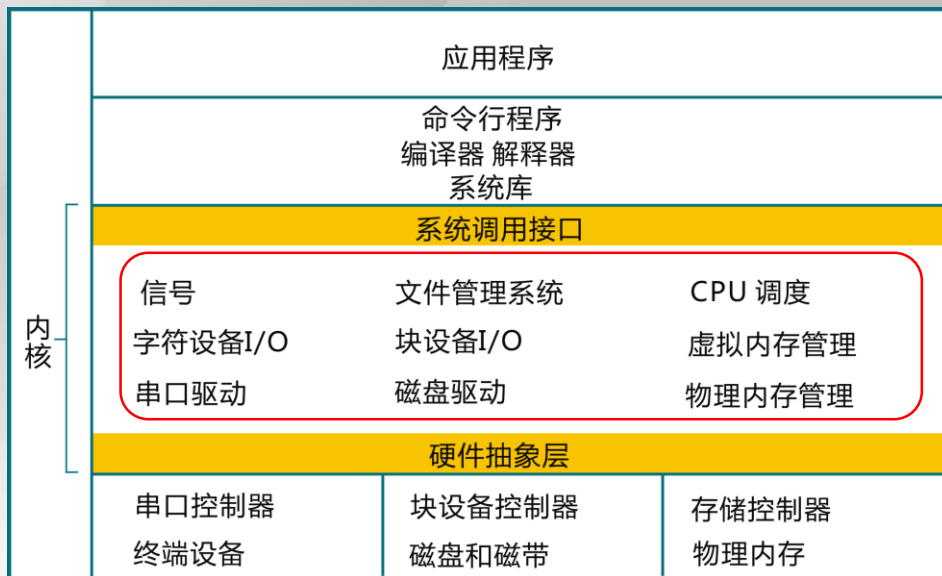 应用程序
命令行程序
编译器 解释器
系统库
系统调用接口
内核
信号 文件管理系统 CPU 调度
字符设备I/O 块设备I/O 虚拟内存管理
串口驱动 磁盘驱动 物理内存管理
硬件抽象层
串口控制器 块设备控制器 存储控制器
终端设备 磁盘和磁带 物理内存